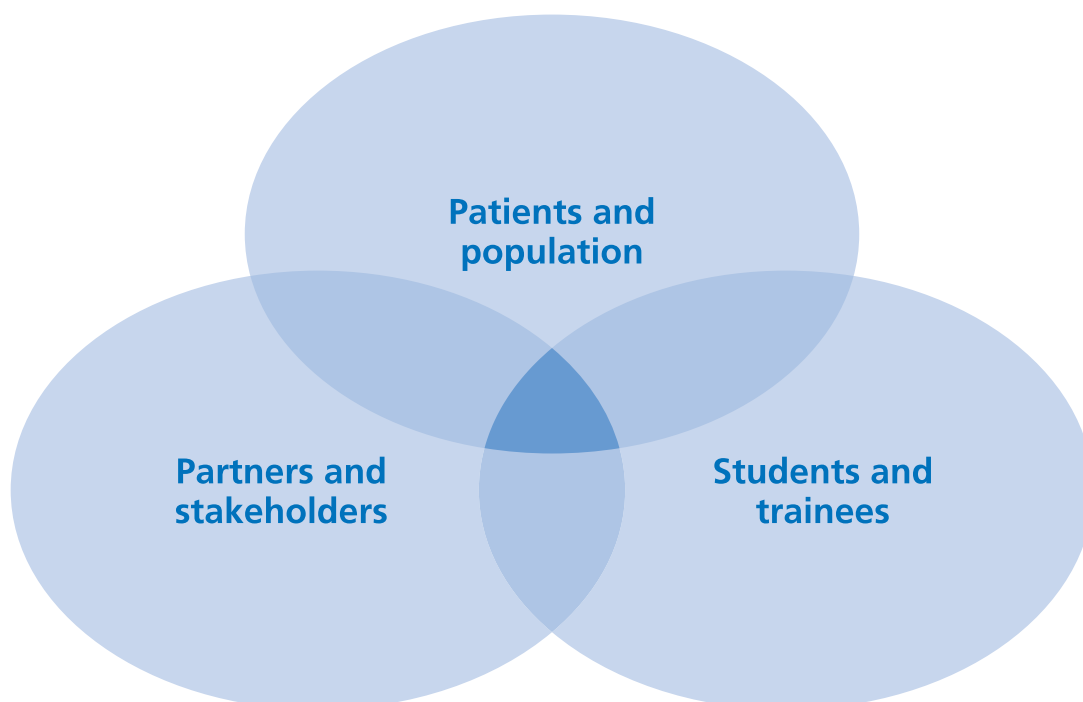 Patients and
population
Partners and
stakeholders
Students and
trainees